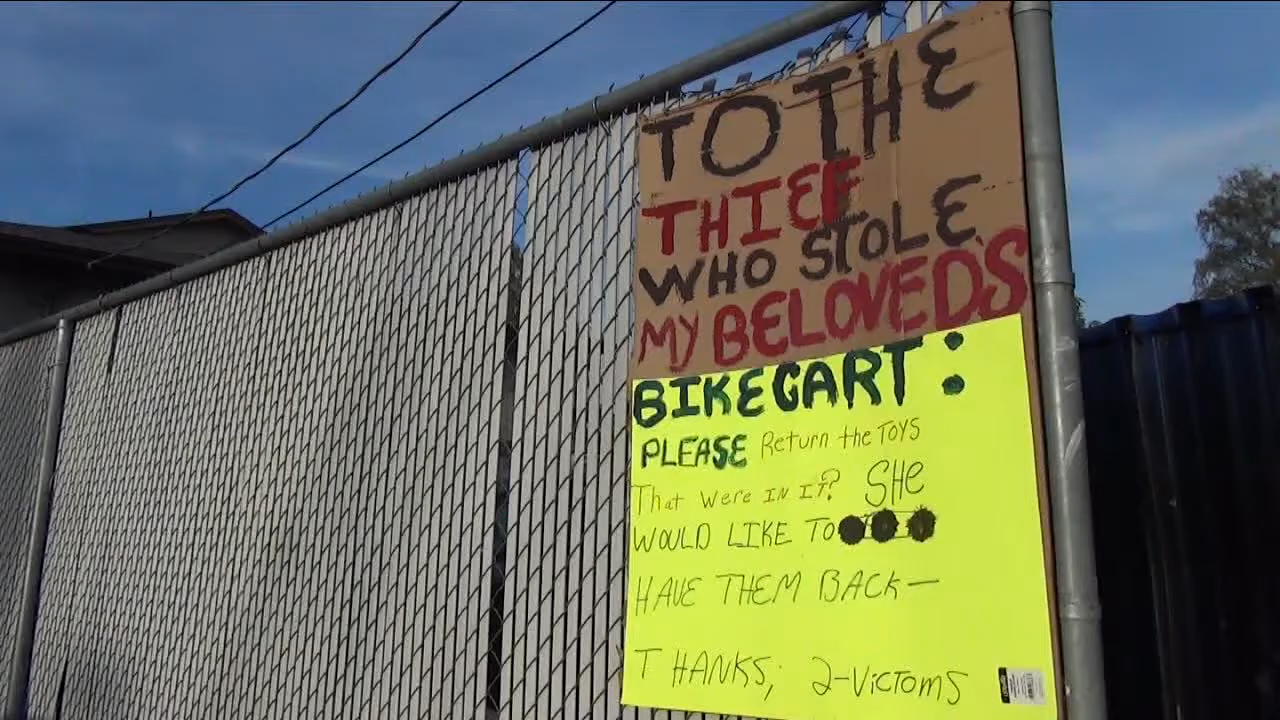 TO THE
THIEF
WHO STOLE
MY BELOVED'S
BIKECART:
PLEASE Return the TOYS
That were IN IT? SHe
WOULD LIKE TO
HAVE THEM BACK—
THANKS; 2-VicTOMS